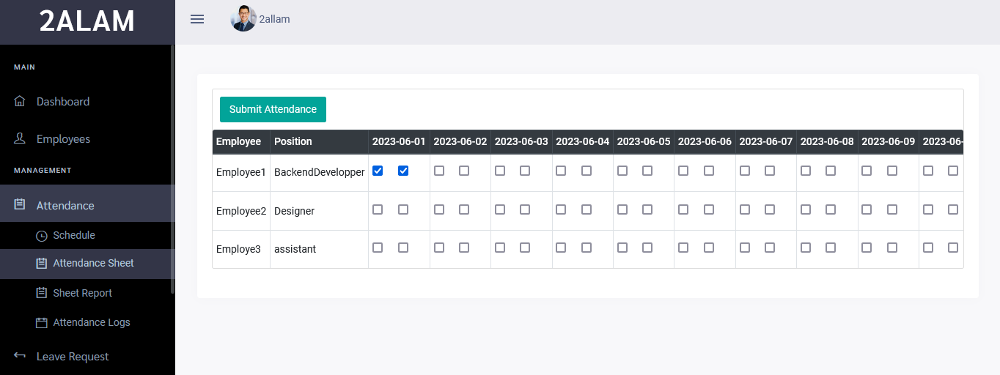 2ALAM
2allam
MAIN
Dashboard
Employees
MANAGEMENT
Attendance
Schedule
Attendance Sheet
Sheet Report
Attendance Logs
Leave Request
Submit Attendance
Employee Position 2023-06-01 2023-06-02 2023-06-03 2023-06-04 2023-06-05 2023-06-06 2023-06-07 2023-06-08 2023-06-09 2023-06-
Employee1 BackendDevelopper
Employee2 Designer
Employe3 assistant